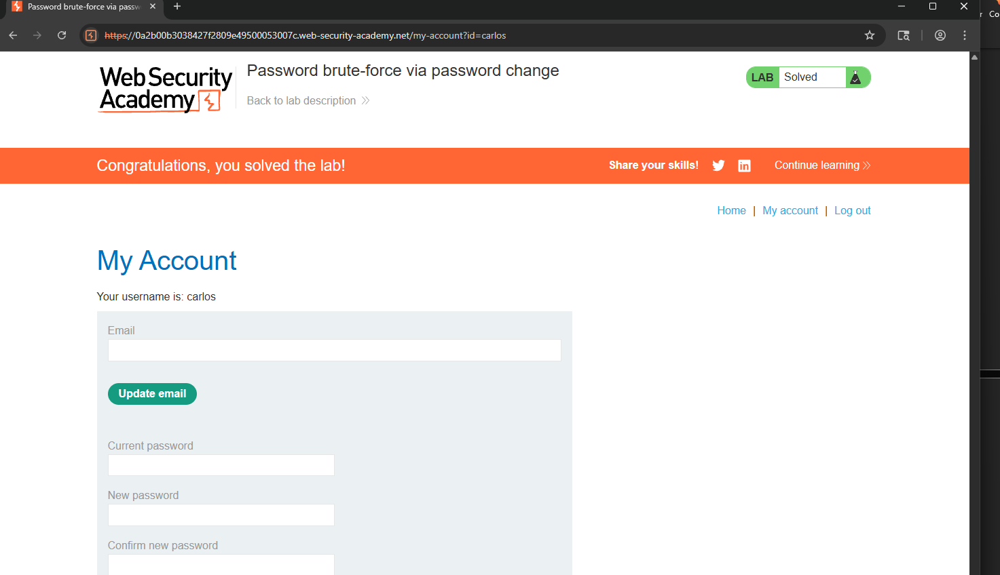 Password brute-force via passw
https://0a2b00b3038427f2809e49500053007c.web-security-academy.net/my-account?id=carlos
Co
Web Security
Academy
Password brute-force via password change
Back to lab description
LAB Solved
Congratulations, you solved the lab!
Share your skills!
Continue learning
Home | My account | Log out
My Account
Your username is: carlos
Email
Update email
Current password
New password
Confirm new password